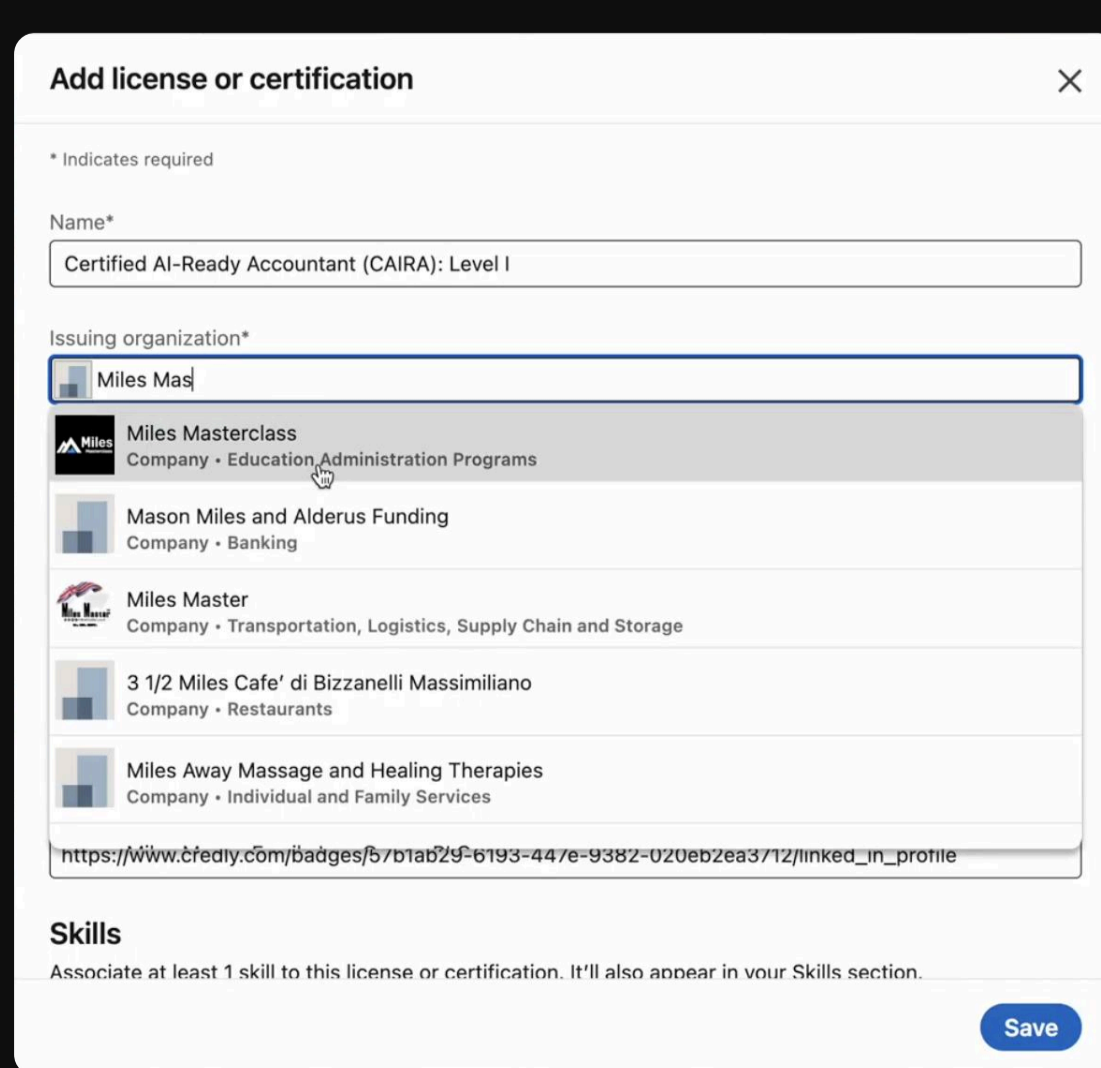 Add license or certification
* Indicates required
Name*
Certified AI-Ready Accountant (CAIRA): Level I
Issuing organization*
Miles Mas
Miles
Miles Masterclass
Company • Education Administration Programs
Mason Miles and Alderus Funding
Company • Banking
Miles Master
Company • Transportation, Logistics, Supply Chain and Storage
3 1/2 Miles Cafe’ di Bizzanelli Massimiliano
Company • Restaurants
Miles Away Massage and Healing Therapies
Company • Individual and Family Services
https://www.credly.com/badges/57b1ab29-6193-447e-9382-020eb2ea3712/linked_in_profile
Skills
Associate at least 1 skill to this license or certification. It’ll also appear in your Skills section.
Save